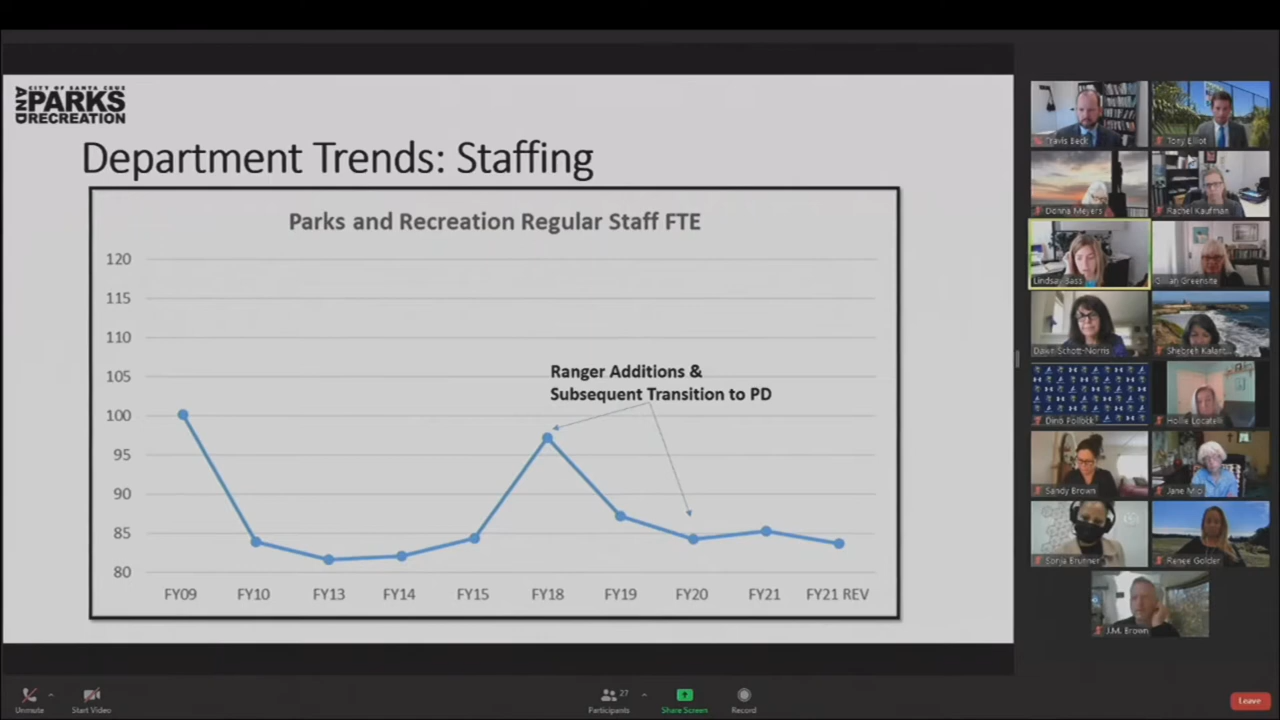 CITY OF SANTA CRUZ
AND
PARKS
RECREATION
Department Trends: Staffing
Parks and Recreation Regular Staff FTE
120
115
110
105
100
95
90
85
80
Ranger Additions &
Subsequent Transition to PD
FY09 FY10 FY13 FY14 FY15 FY18 FY19 FY20 FY21 FY21 REV
Travis Beck
Tony Elliot
Donna Meyers
Rachel Kaufman
Lindsay Bass
Gillian Greensite
Dawn Schott-Norris
Shebreh Kalant...
Dino Pollock
Hollie Locatelli
Sandy Brown
Jane Mio
Sonja Brunner
Renee Golder
J.M. Brown
Unmute
Start Video
27
Participants
Share Screen
Record
Leave